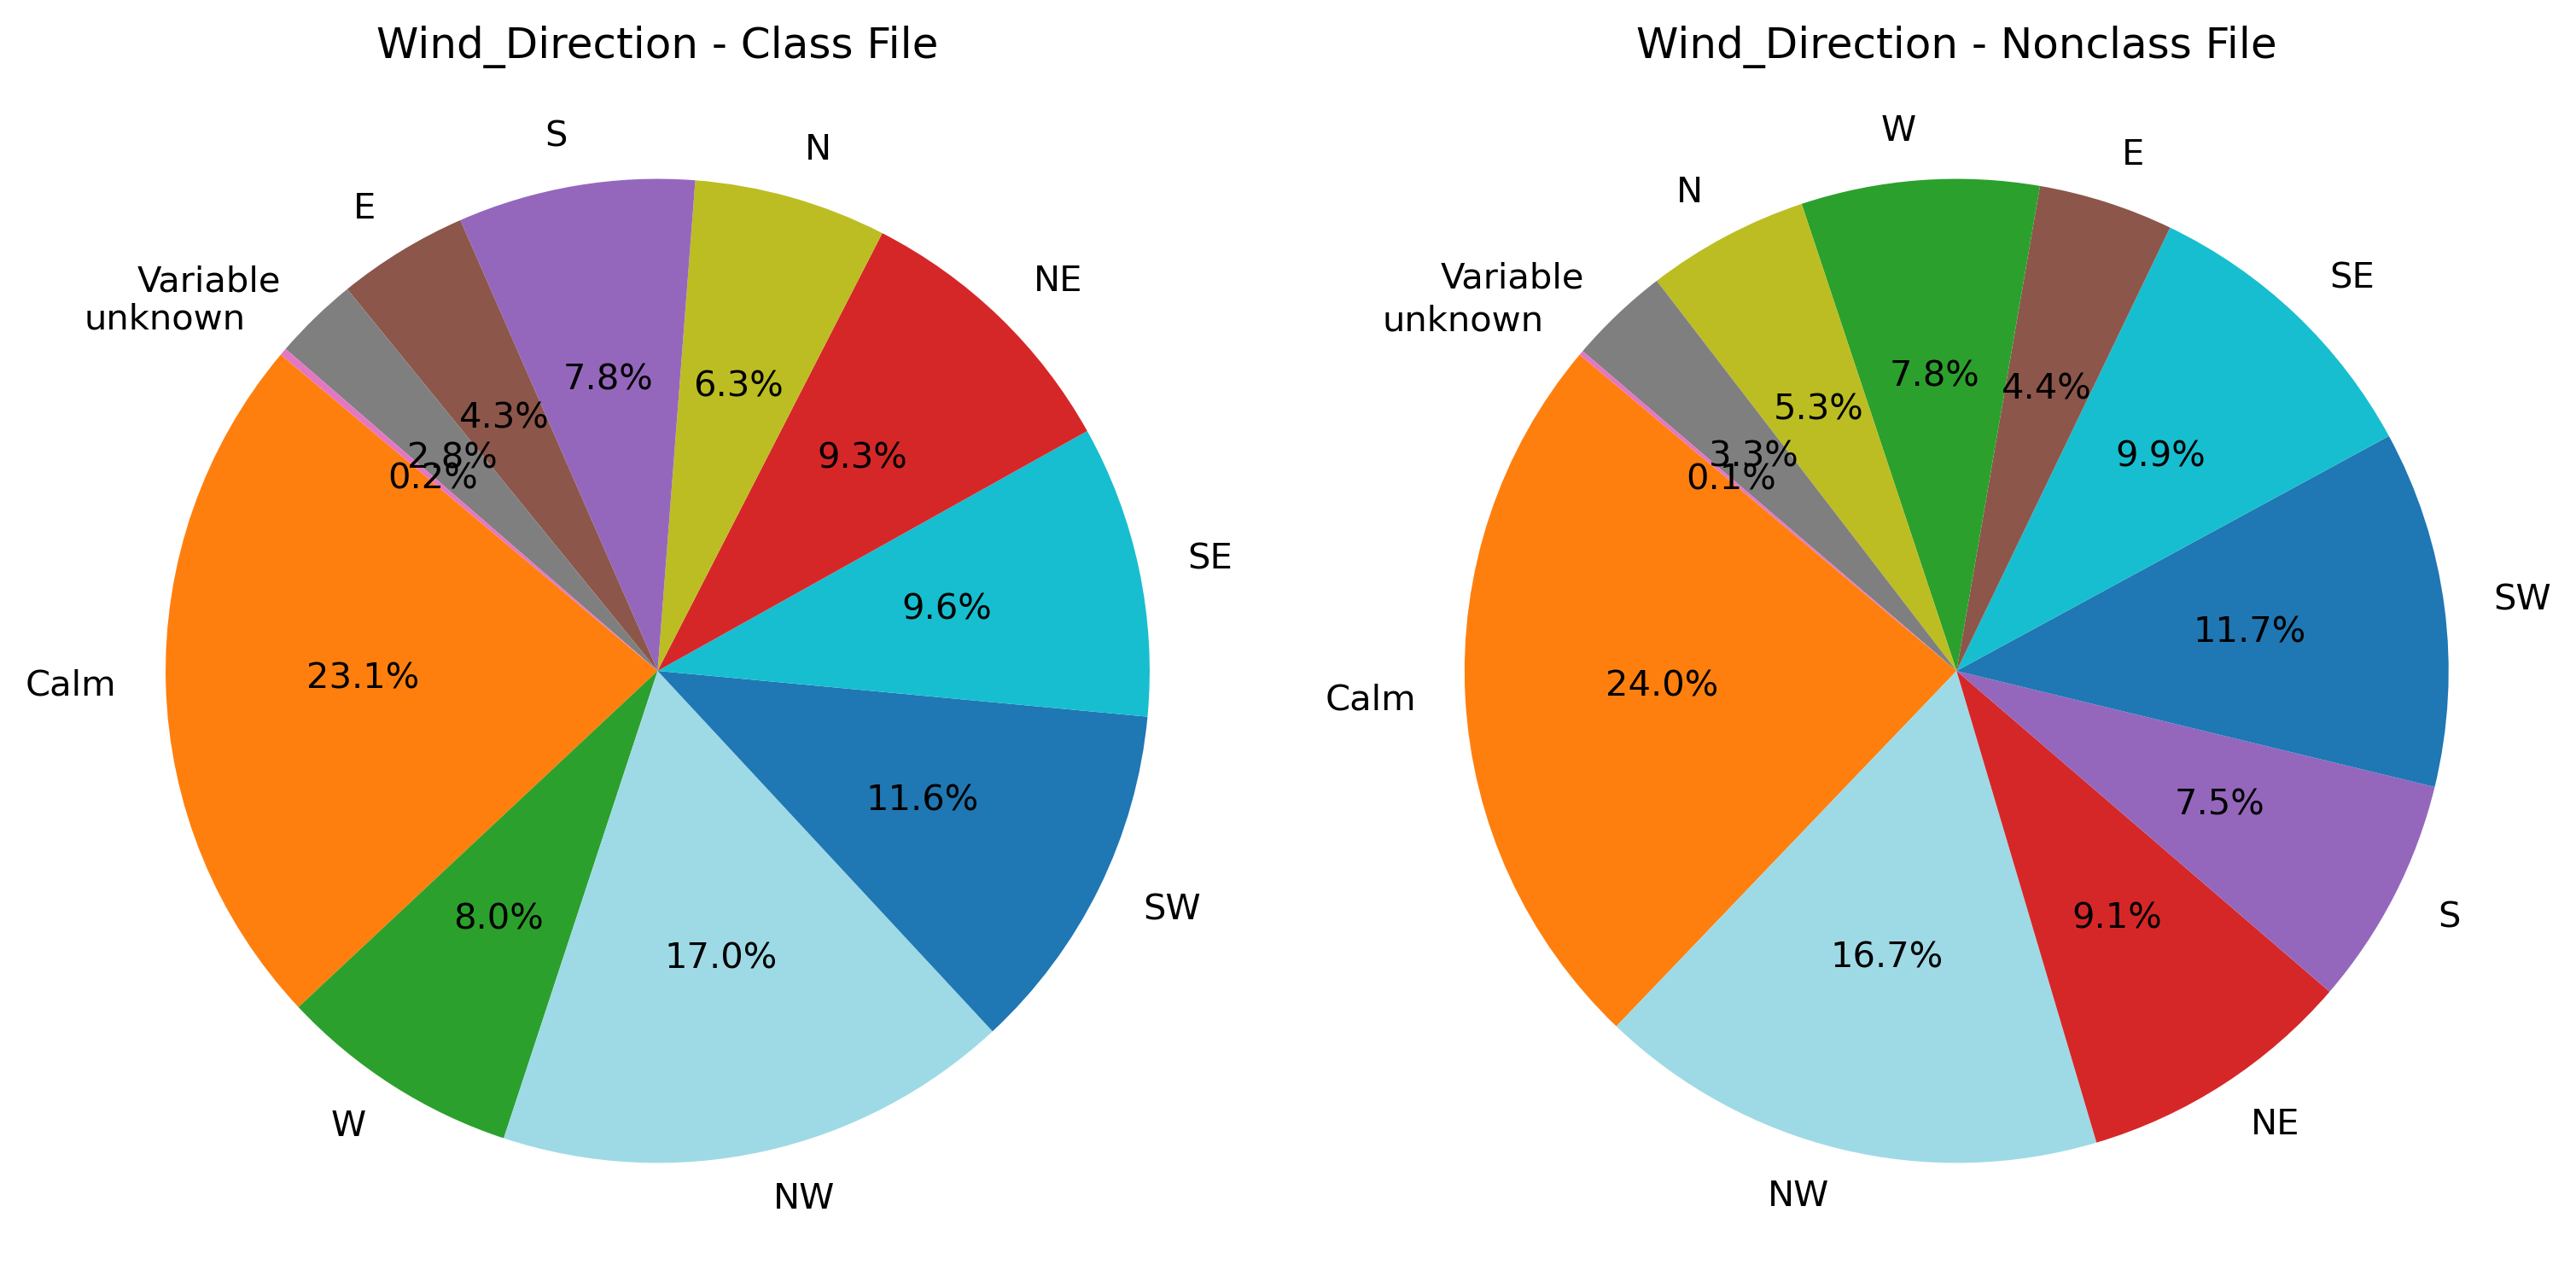 Wind_Direction - Class File
S
N
E
NE
Variable
unknown
7.8%
6.3%
4.3%
9.3%
2.8%
0.2%
SE
9.6%
Calm
23.1%
11.6%
8.0%
17.0%
SW
W
NW
Wind_Direction - Nonclass File
W
E
N
SE
Variable
unknown
7.8%
4.4%
5.3%
9.9%
3.3%
0.1%
SW
11.7%
Calm
24.0%
7.5%
9.1%
16.7%
S
NE
NW